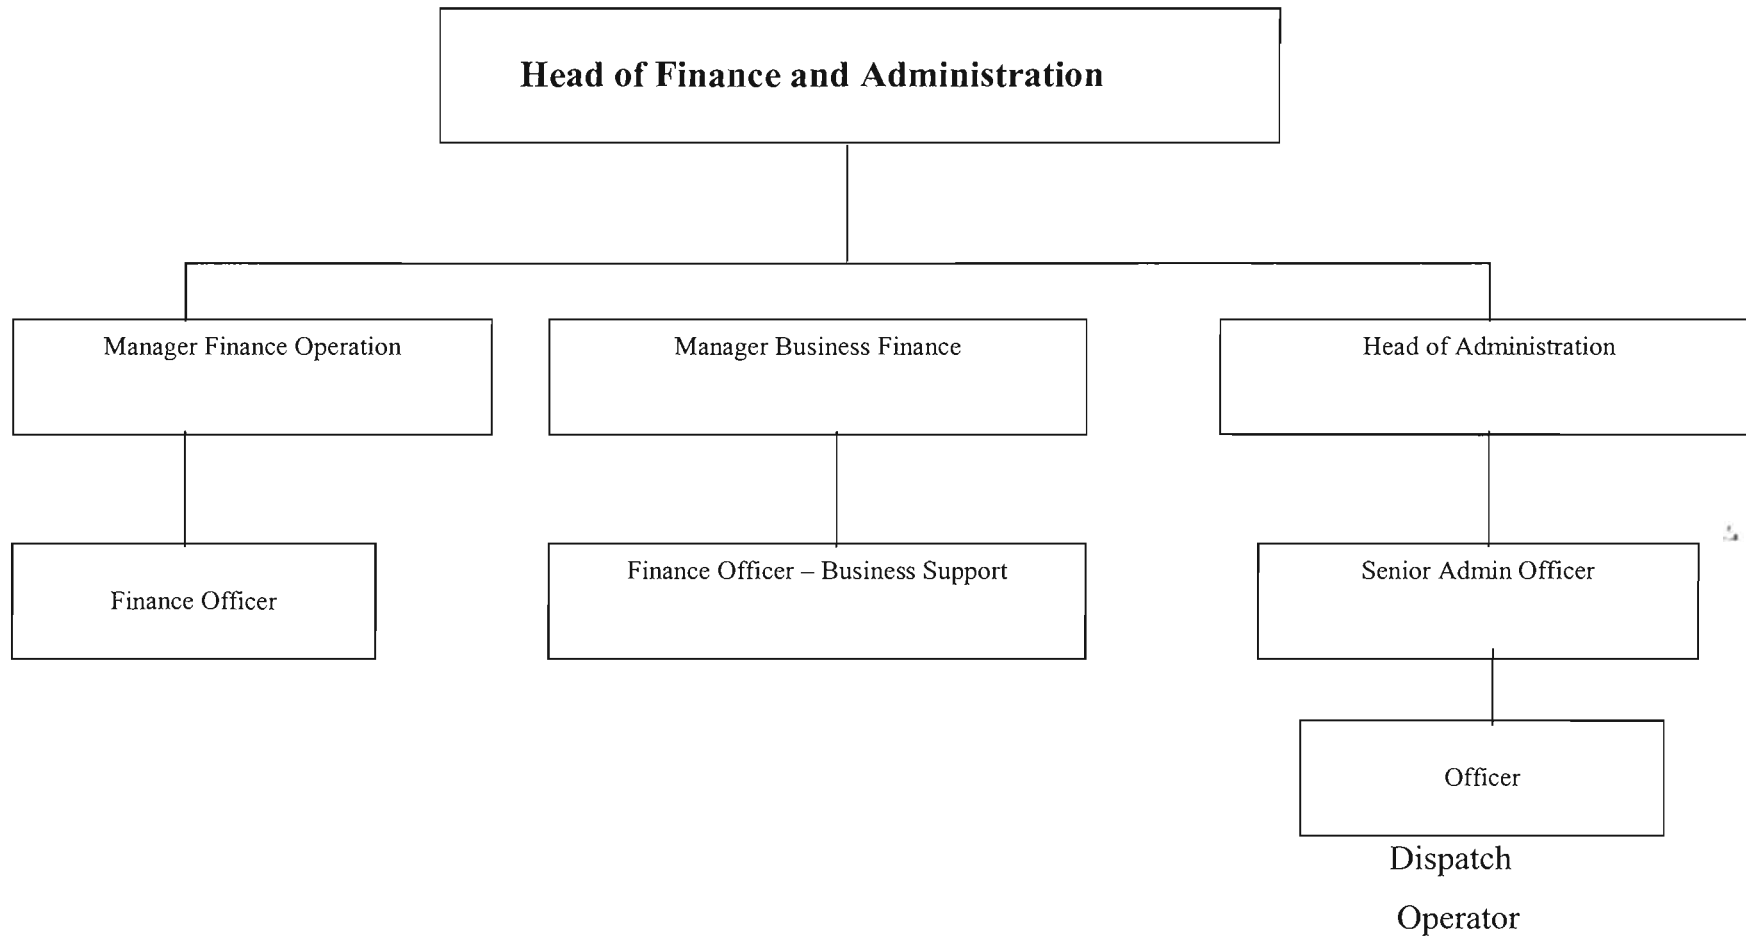 Head of Finance and Administration
Manager Finance Operation
Manager Business Finance
Head of Administration
Finance Officer
Finance Officer – Business Support
Senior Admin Officer
Officer
Dispatch
Operator